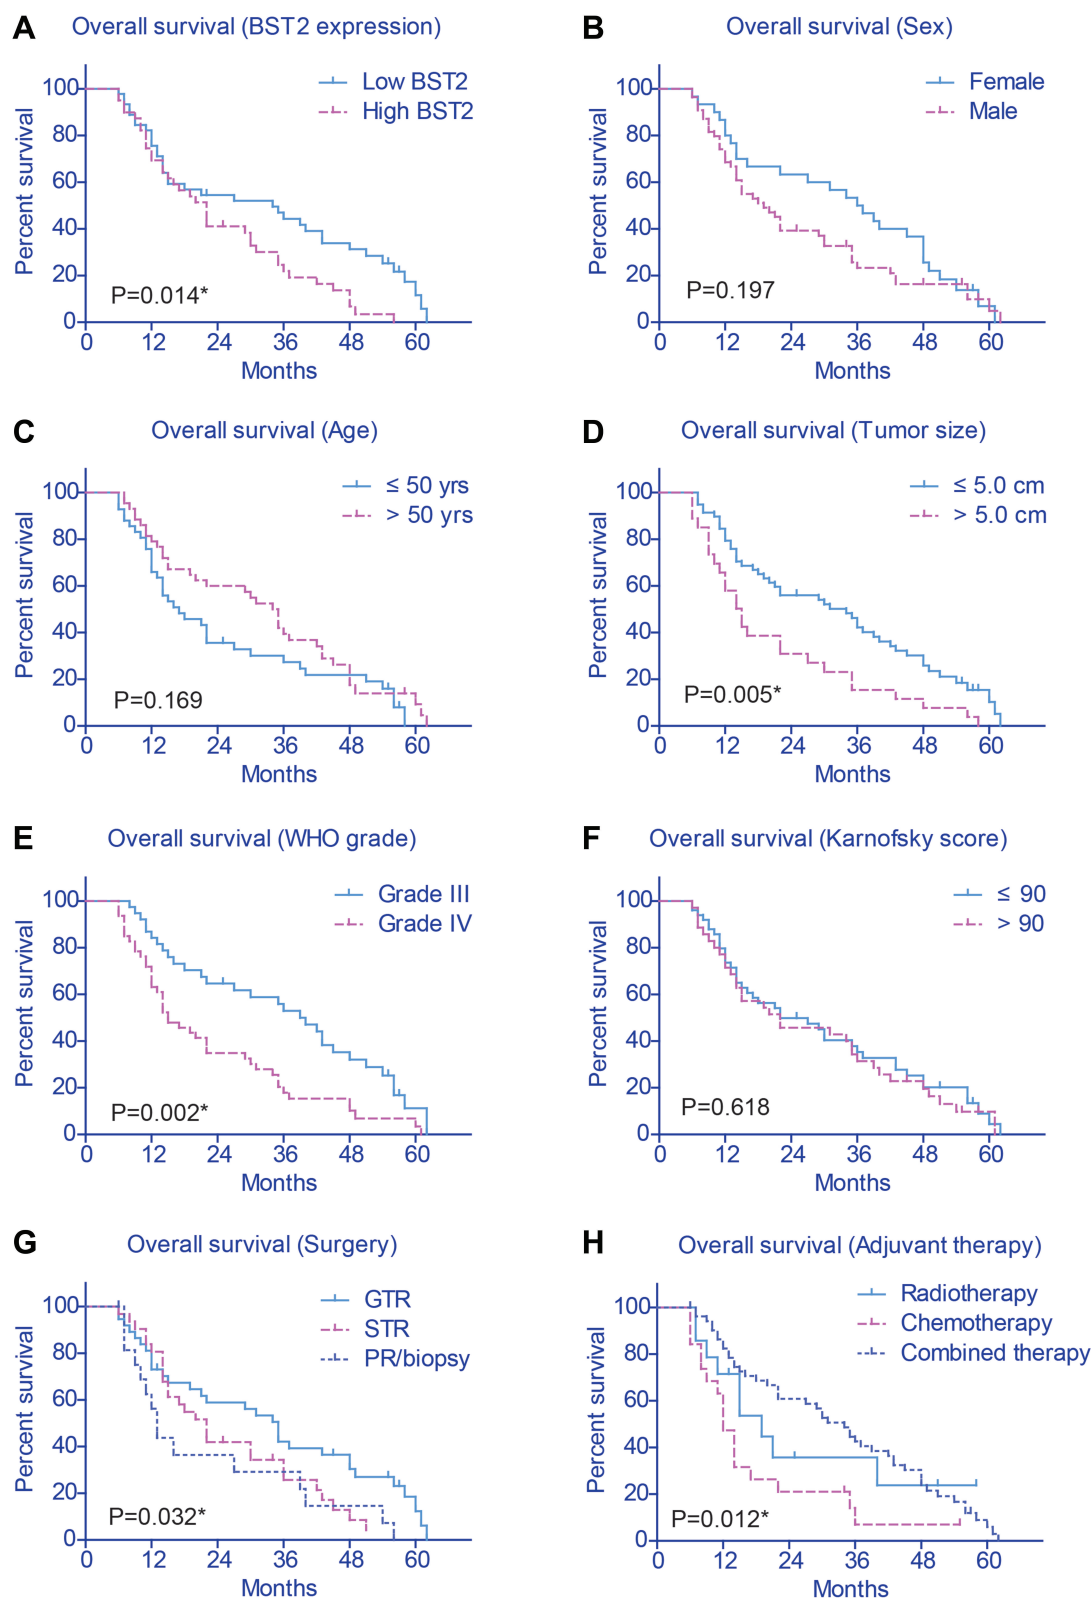 A Overall survival (BST2 expression)
Percent survival
100
80
60
40
20
0
Low BST2
High BST2
P=0.014*
0 12 24 36 48 60
Months
B Overall survival (Sex)
Percent survival
100
80
60
40
20
0
Female
Male
P=0.197
0 12 24 36 48 60
Months
C Overall survival (Age)
Percent survival
100
80
60
40
20
0
≤ 50 yrs
> 50 yrs
P=0.169
0 12 24 36 48 60
Months
D Overall survival (Tumor size)
Percent survival
100
80
60
40
20
0
≤ 5.0 cm
> 5.0 cm
P=0.005*
0 12 24 36 48 60
Months
E Overall survival (WHO grade)
Percent survival
100
80
60
40
20
0
Grade III
Grade IV
P=0.002*
0 12 24 36 48 60
Months
F Overall survival (Karnofsky score)
Percent survival
100
80
60
40
20
0
≤ 90
> 90
P=0.618
0 12 24 36 48 60
Months
G Overall survival (Surgery)
Percent survival
100
80
60
40
20
0
GTR
STR
PR/biopsy
P=0.032*
0 12 24 36 48 60
Months
H Overall survival (Adjuvant therapy)
Percent survival
100
80
60
40
20
0
Radiotherapy
Chemotherapy
Combined therapy
P=0.012*
0 12 24 36 48 60
Months